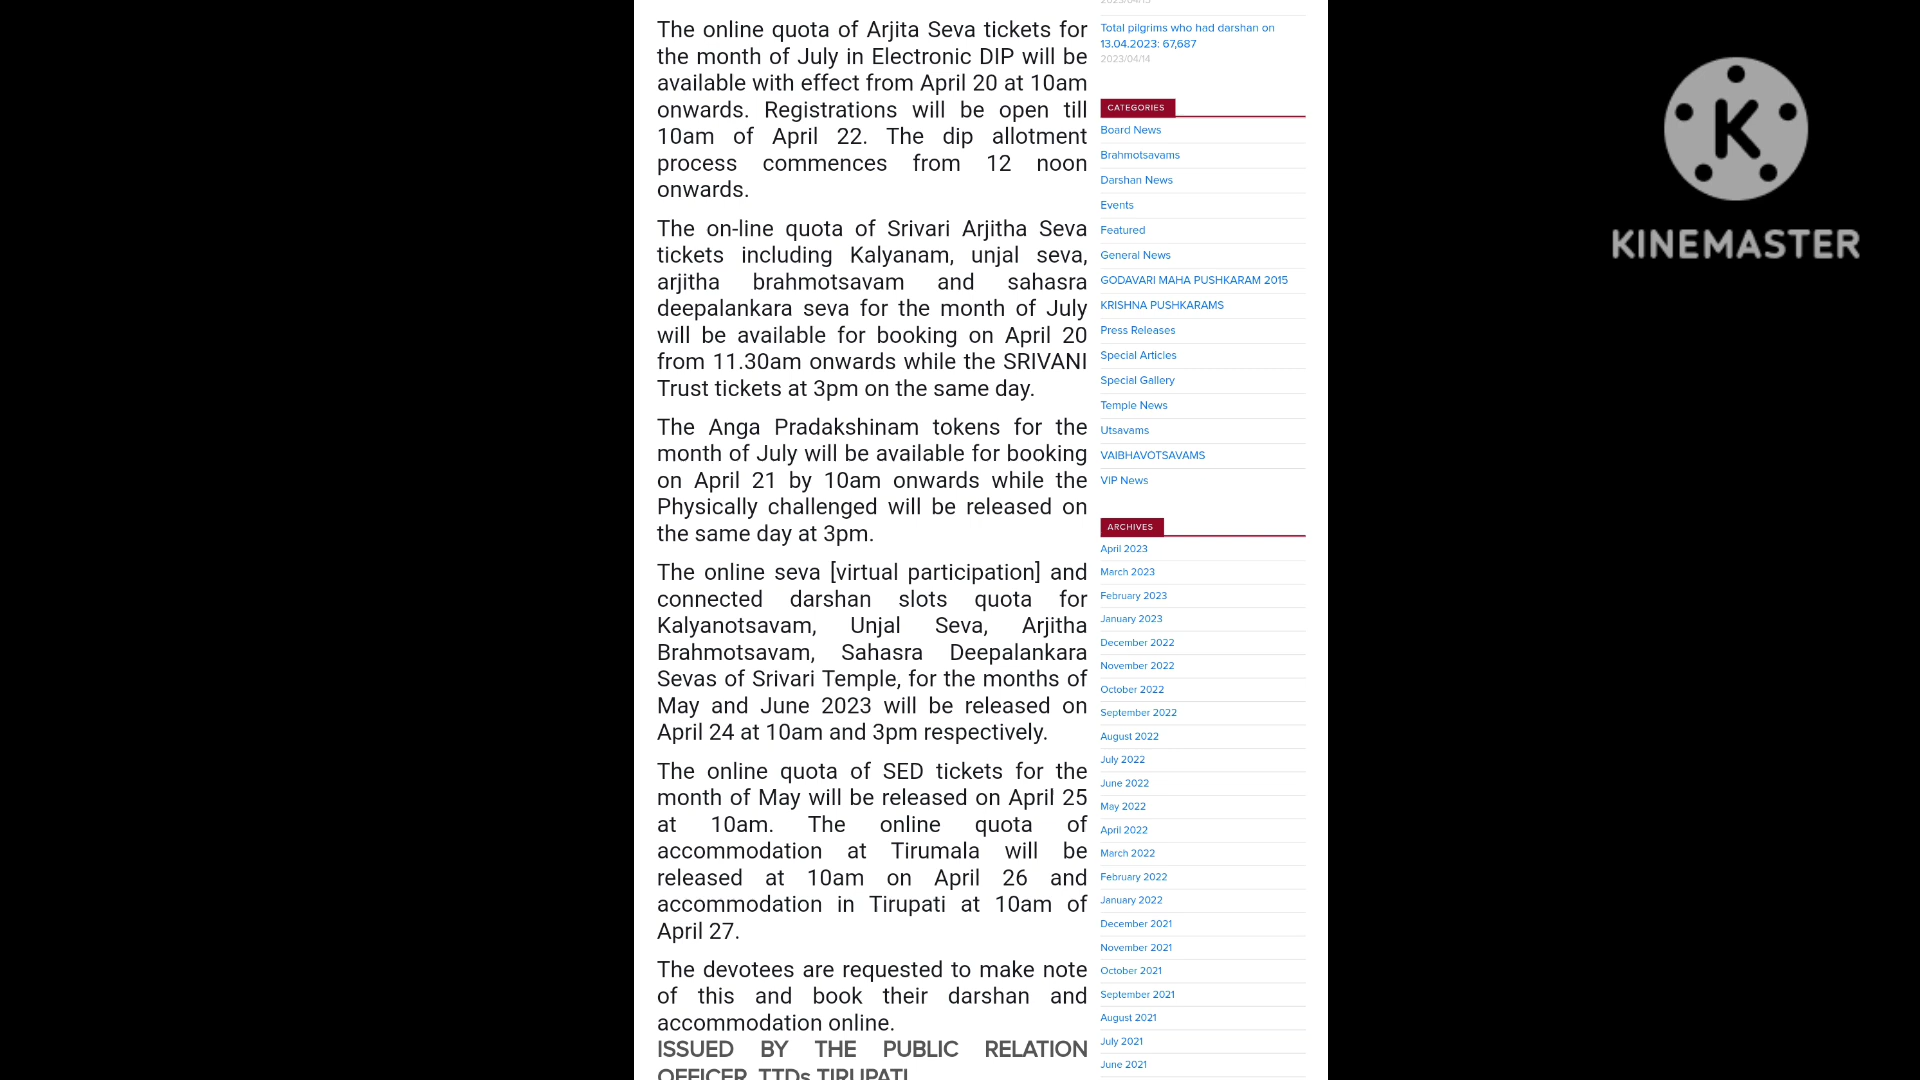 The online quota of Arjita Seva tickets for
the month of July in Electronic DIP will be
available with effect from April 20 at 10am
onwards. Registrations will be open till
10am of April 22. The dip allotment
process commences from 12 noon
onwards.
The on-line quota of Srivari Arjitha Seva
tickets including Kalyanam, unjal seva,
arjitha brahmotsavam and sahasra
deepalankara seva for the month of July
will be available for booking on April 20
from 11.30am onwards while the SRIVANI
Trust tickets at 3pm on the same day.
The Anga Pradakshinam tokens for the
month of July will be available for booking
on April 21 by 10am onwards while the
Physically challenged will be released on
the same day at 3pm.
The online seva [virtual participation] and
connected darshan slots quota for
Kalyanotsavam, Unjal Seva, Arjitha
Brahmotsavam, Sahasra Deepalankara
Sevas of Srivari Temple, for the months of
May and June 2023 will be released on
April 24 at 10am and 3pm respectively.
The online quota of SED tickets for the
month of May will be released on April 25
at 10am. The online quota of
accommodation at Tirumala will be
released at 10am on April 26 and
accommodation in Tirupati at 10am of
April 27.
The devotees are requested to make note
of this and book their darshan and
accommodation online.
ISSUED BY THE PUBLIC RELATION
OFFICER, TTDs TIRUPATI
Total pilgrims who had darshan on
13.04.2023: 67,687
2023/04/14
CATEGORIES
Board News
Brahmotsavams
Darshan News
Events
Featured
General News
GODAVARI MAHA PUSHKARAM 2015
KRISHNA PUSHKARAMS
Press Releases
Special Articles
Special Gallery
Temple News
Utsavams
VAIBHAVOTSAVAMS
VIP News
ARCHIVES
April 2023
March 2023
February 2023
January 2023
December 2022
November 2022
October 2022
September 2022
August 2022
July 2022
June 2022
May 2022
April 2022
March 2022
February 2022
January 2022
December 2021
November 2021
October 2021
September 2021
August 2021
July 2021
June 2021
K
KINEMASTER